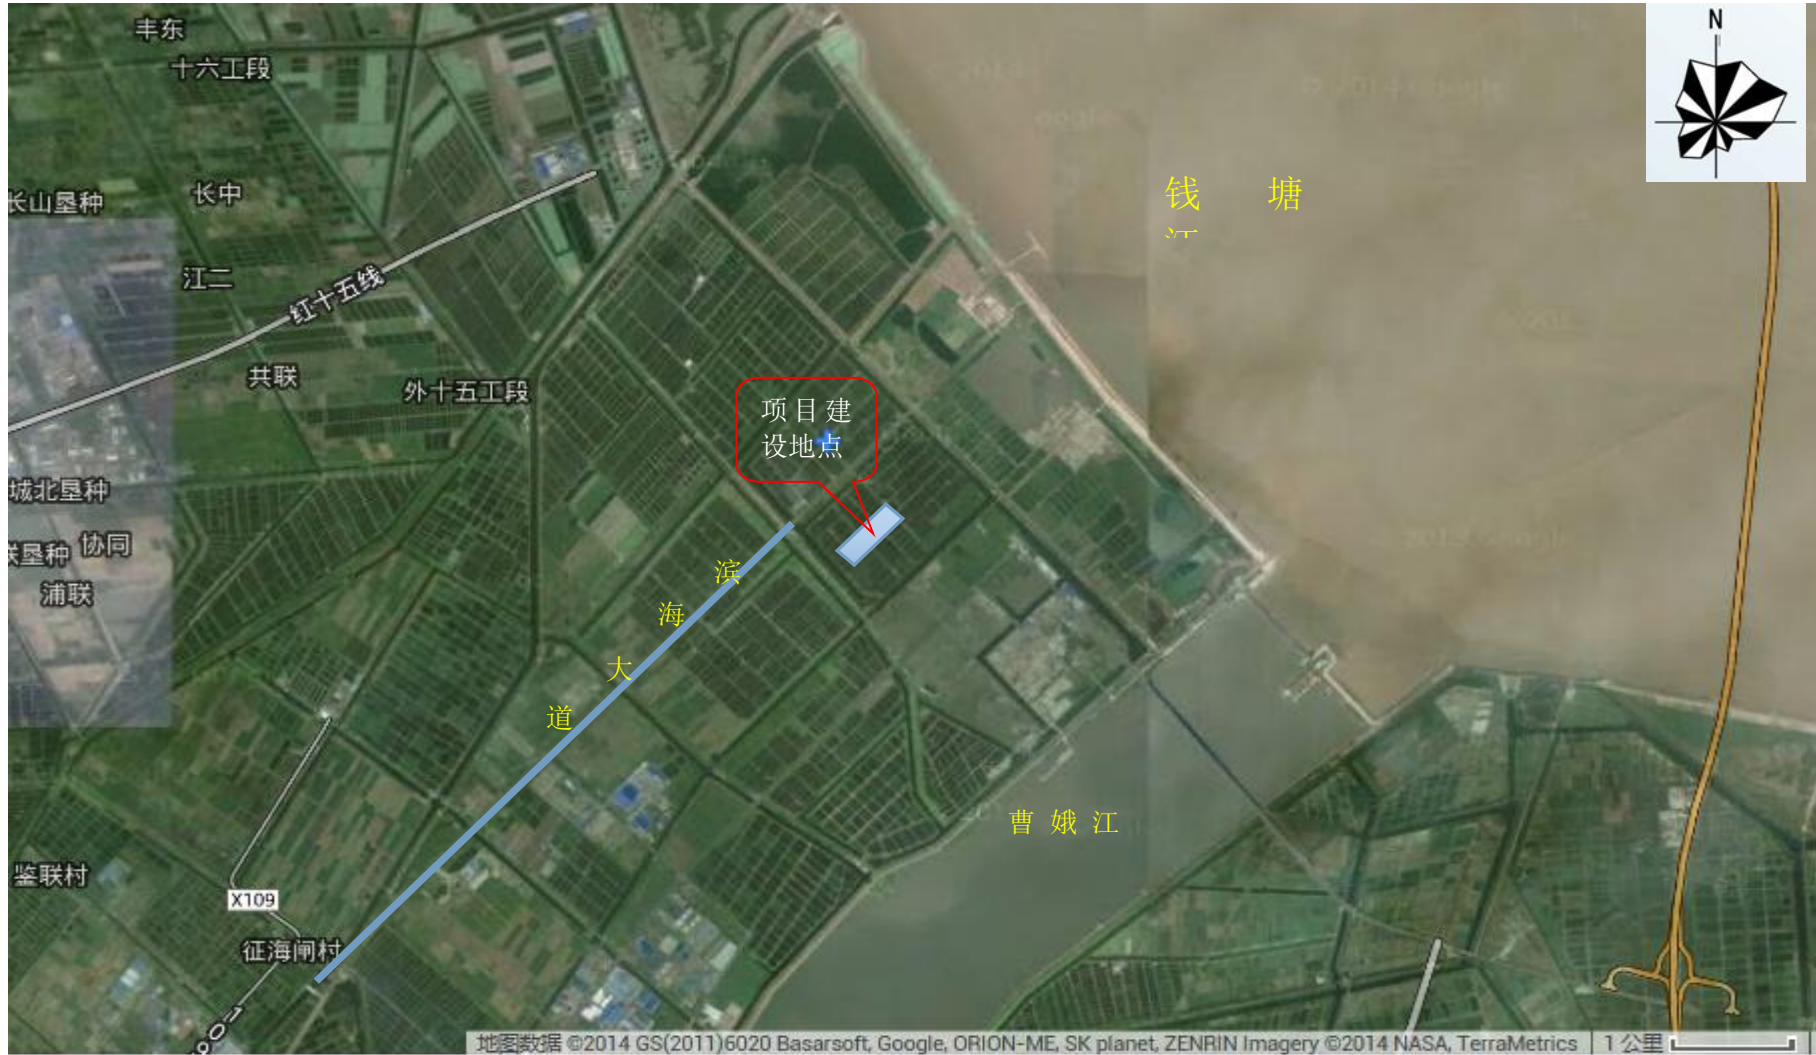 丰东
十六工段
N
长山垦种
长中
钱 塘
江
江二
红十五线
共联
外十五工段
项目建
设地点
城北垦种
垦种
协同
浦联
滨
海
大
道
曹娥江
鉴联村
X109
征海闸村
地图数据 ©2014 GS(2011)6020 Basarsoft, Google, ORION-ME, SK planet, ZENRIN Imagery ©2014 NASA, TerraMetrics
1 公里